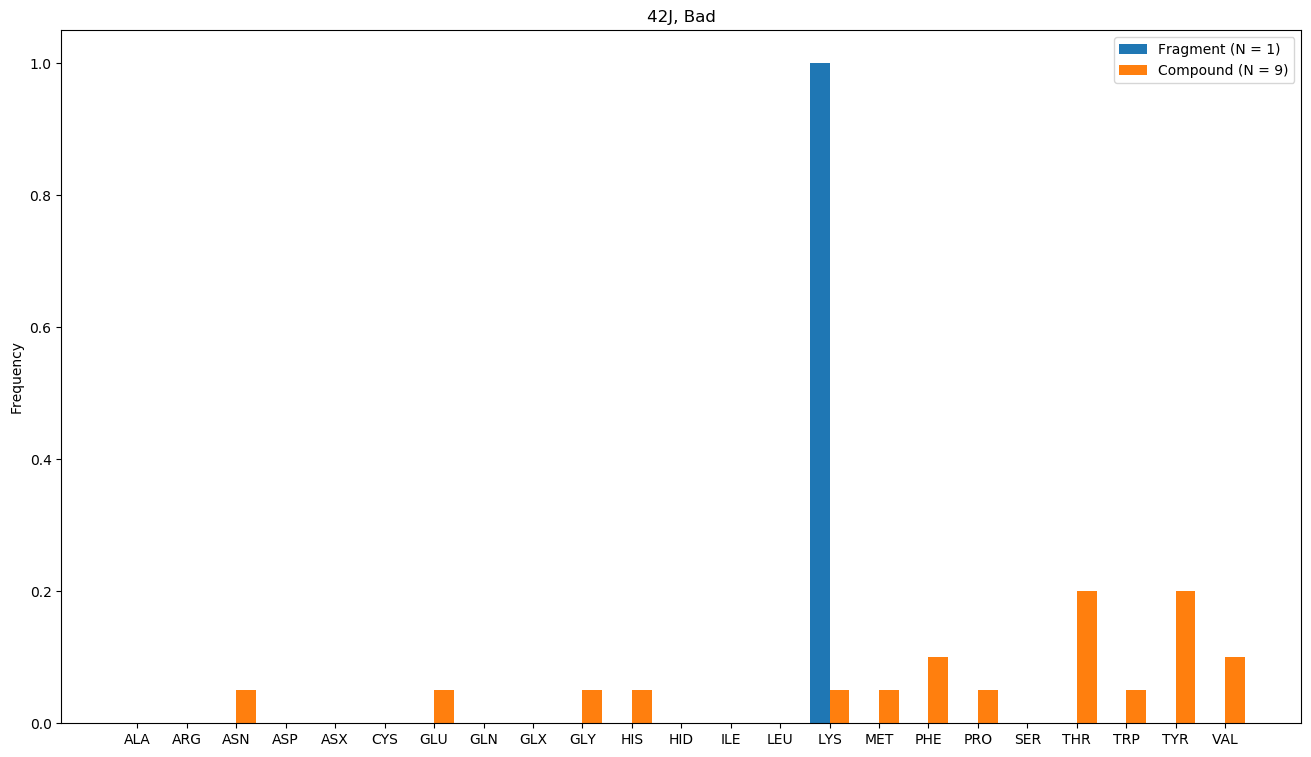 42J, Bad
Fragment (N = 1)
Compound (N = 9)
1.0
0.8
0.6
0.4
0.2
0.0
Frequency
ALA ARG ASN ASP ASX CYS GLU GLN GLX GLY HIS HID ILE LEU LYS MET PHE PRO SER THR TRP TYR VAL